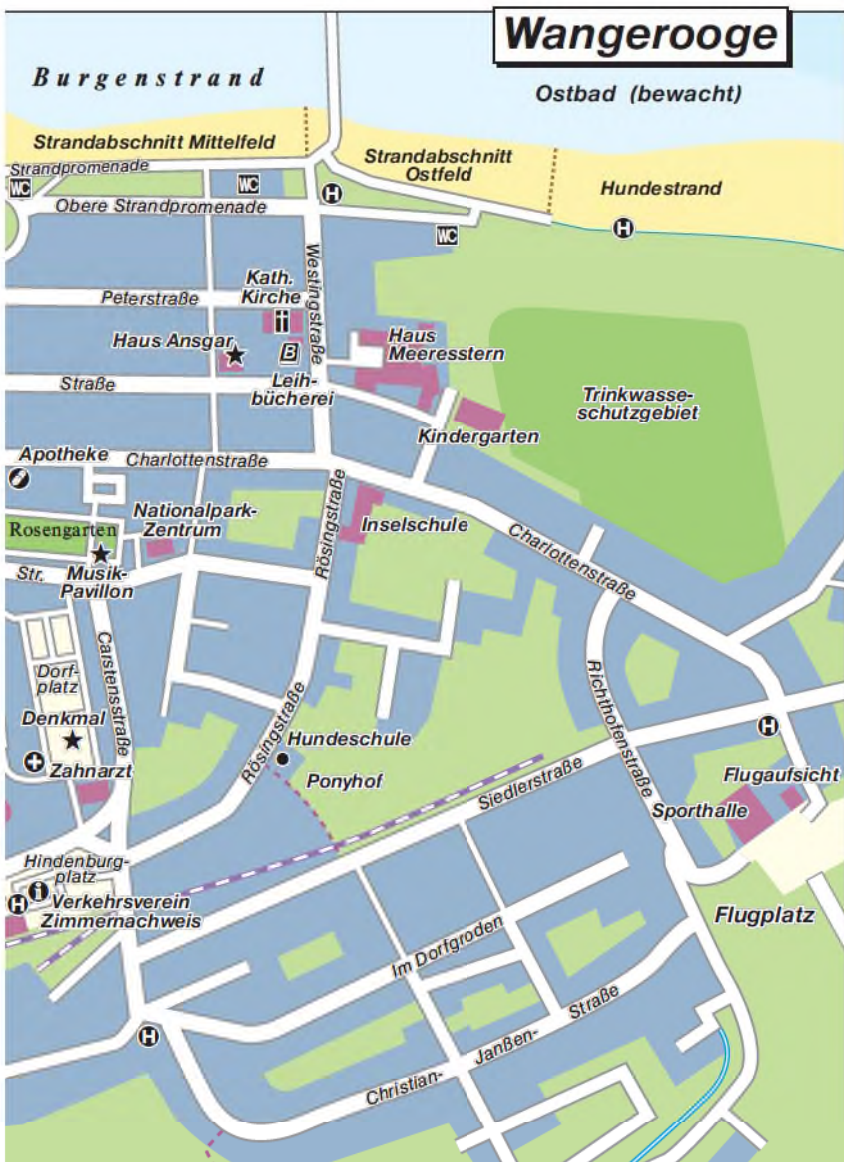 Wangerooge
Burgenstrand
Ostbad (bewacht)
Strandabschnitt Mittelfeld
Strandabschnitt
Ostfeld
Strandpromenade
WC
WC
H
Hundestrand
Obere Strandpromenade
H
WC
Westingstraße
Kath.
Kirche
Peterstraße
Haus Ansgar
B
Haus
Meeresstern
Leih-
bücherei
Straße
Trinkwasse-
schutzgebiet
Kindergarten
Apotheke
Charlottenstraße
Nationalpark-
Zentrum
Rösingstraße
Inselschule
Rosengarten
Charlottenstraße
Str.
Musik-
Pavillon
Carstensstraße
Dorf-
platz
Richthofenstraße
Denkmal
Rösingstraße
Hundeschule
H
Zahnarzt
Ponyhof
Siedlerstraße
Flugaufsicht
Sporthalle
Hindenburg-
platz
i
H
Verkehrsverein
Zimmernachweis
Flugplatz
Im Dorfgroden
H
Christian-
Janßen-
Straße